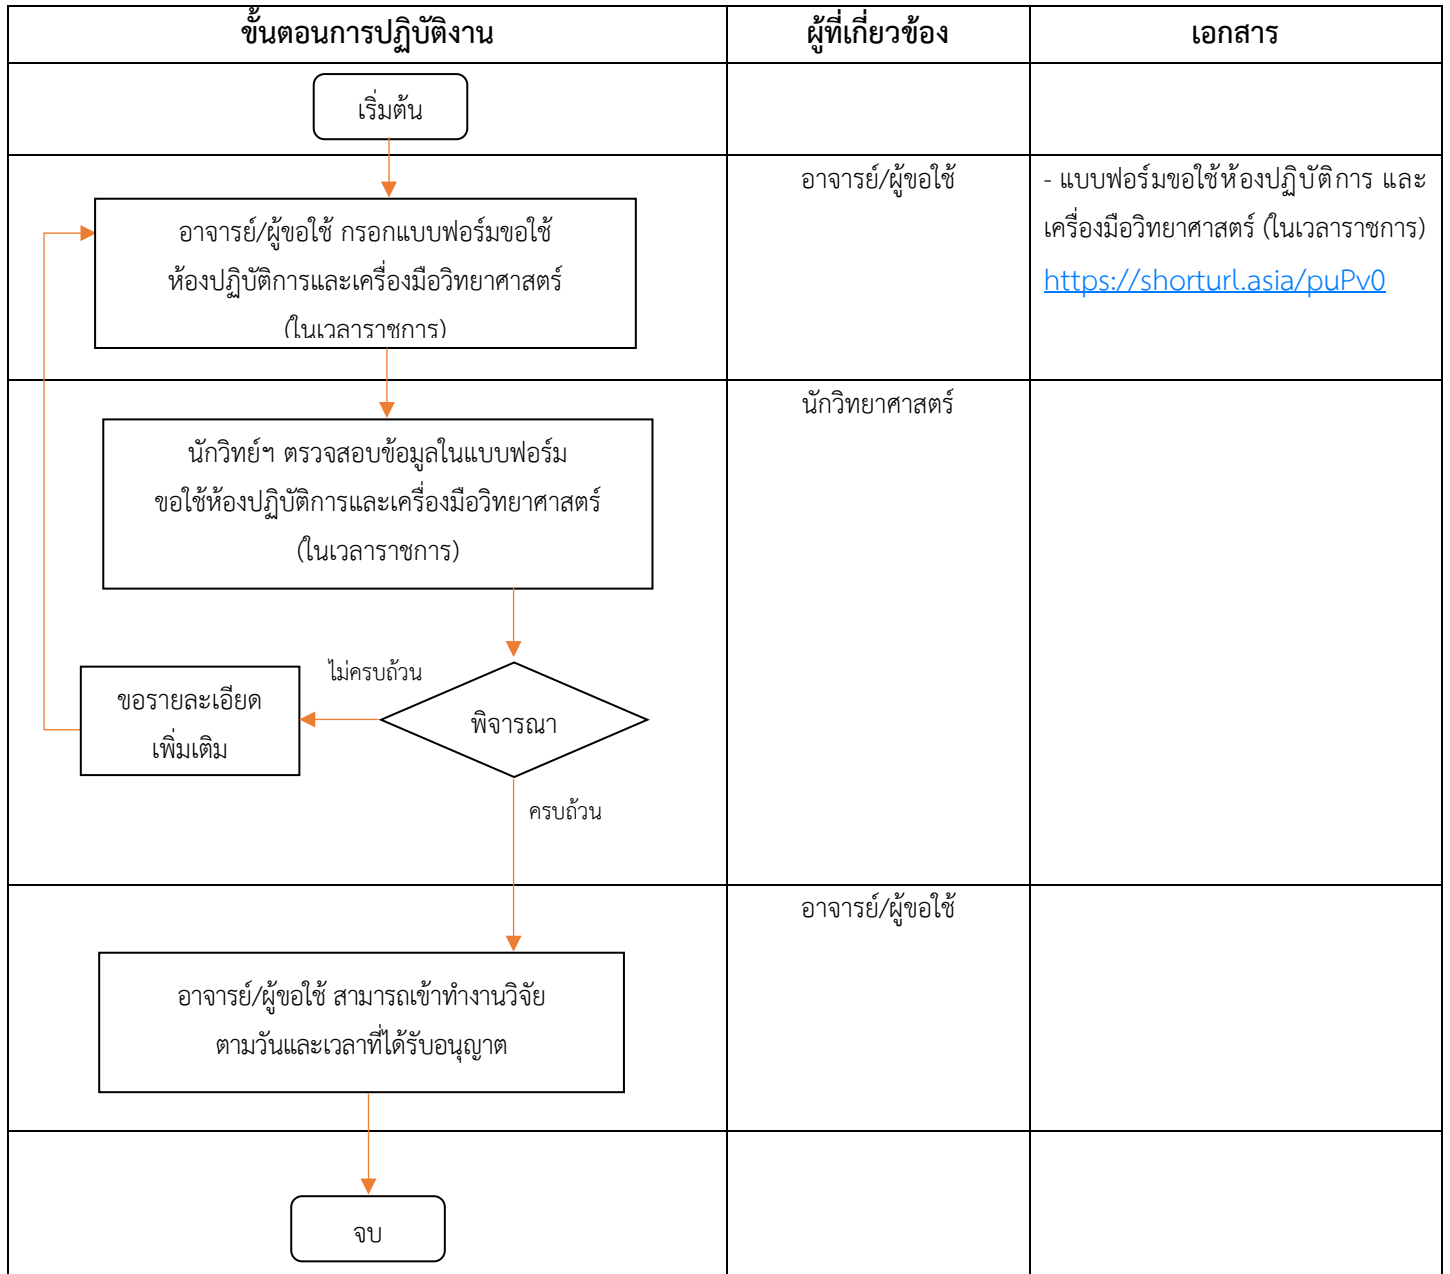 ขั้นตอนการปฏิบัติงาน
ผู้ที่เกี่ยวข้อง
เอกสาร
เริ่มต้น
อาจารย์/ผู้ขอใช้ กรอกแบบฟอร์มขอใช้
ห้องปฏิบัติการและเครื่องมือวิทยาศาสตร์
(ในเวลาราชการ)
อาจารย์/ผู้ขอใช้
- แบบฟอร์มขอใช้ห้องปฏิบัติการ และ
เครื่องมือวิทยาศาสตร์ (ในเวลาราชการ)
https://shorturl.asia/puPv0
นักวิทย์ฯ ตรวจสอบข้อมูลในแบบฟอร์ม
ขอใช้ห้องปฏิบัติการและเครื่องมือวิทยาศาสตร์
(ในเวลาราชการ)
นักวิทยาศาสตร์
ไม่ครบถ้วน
ขอรายละเอียด
เพิ่มเติม
พิจารณา
ครบถ้วน
อาจารย์/ผู้ขอใช้ สามารถเข้าทำงานวิจัย
ตามวันและเวลาที่ได้รับอนุญาต
อาจารย์/ผู้ขอใช้
จบ